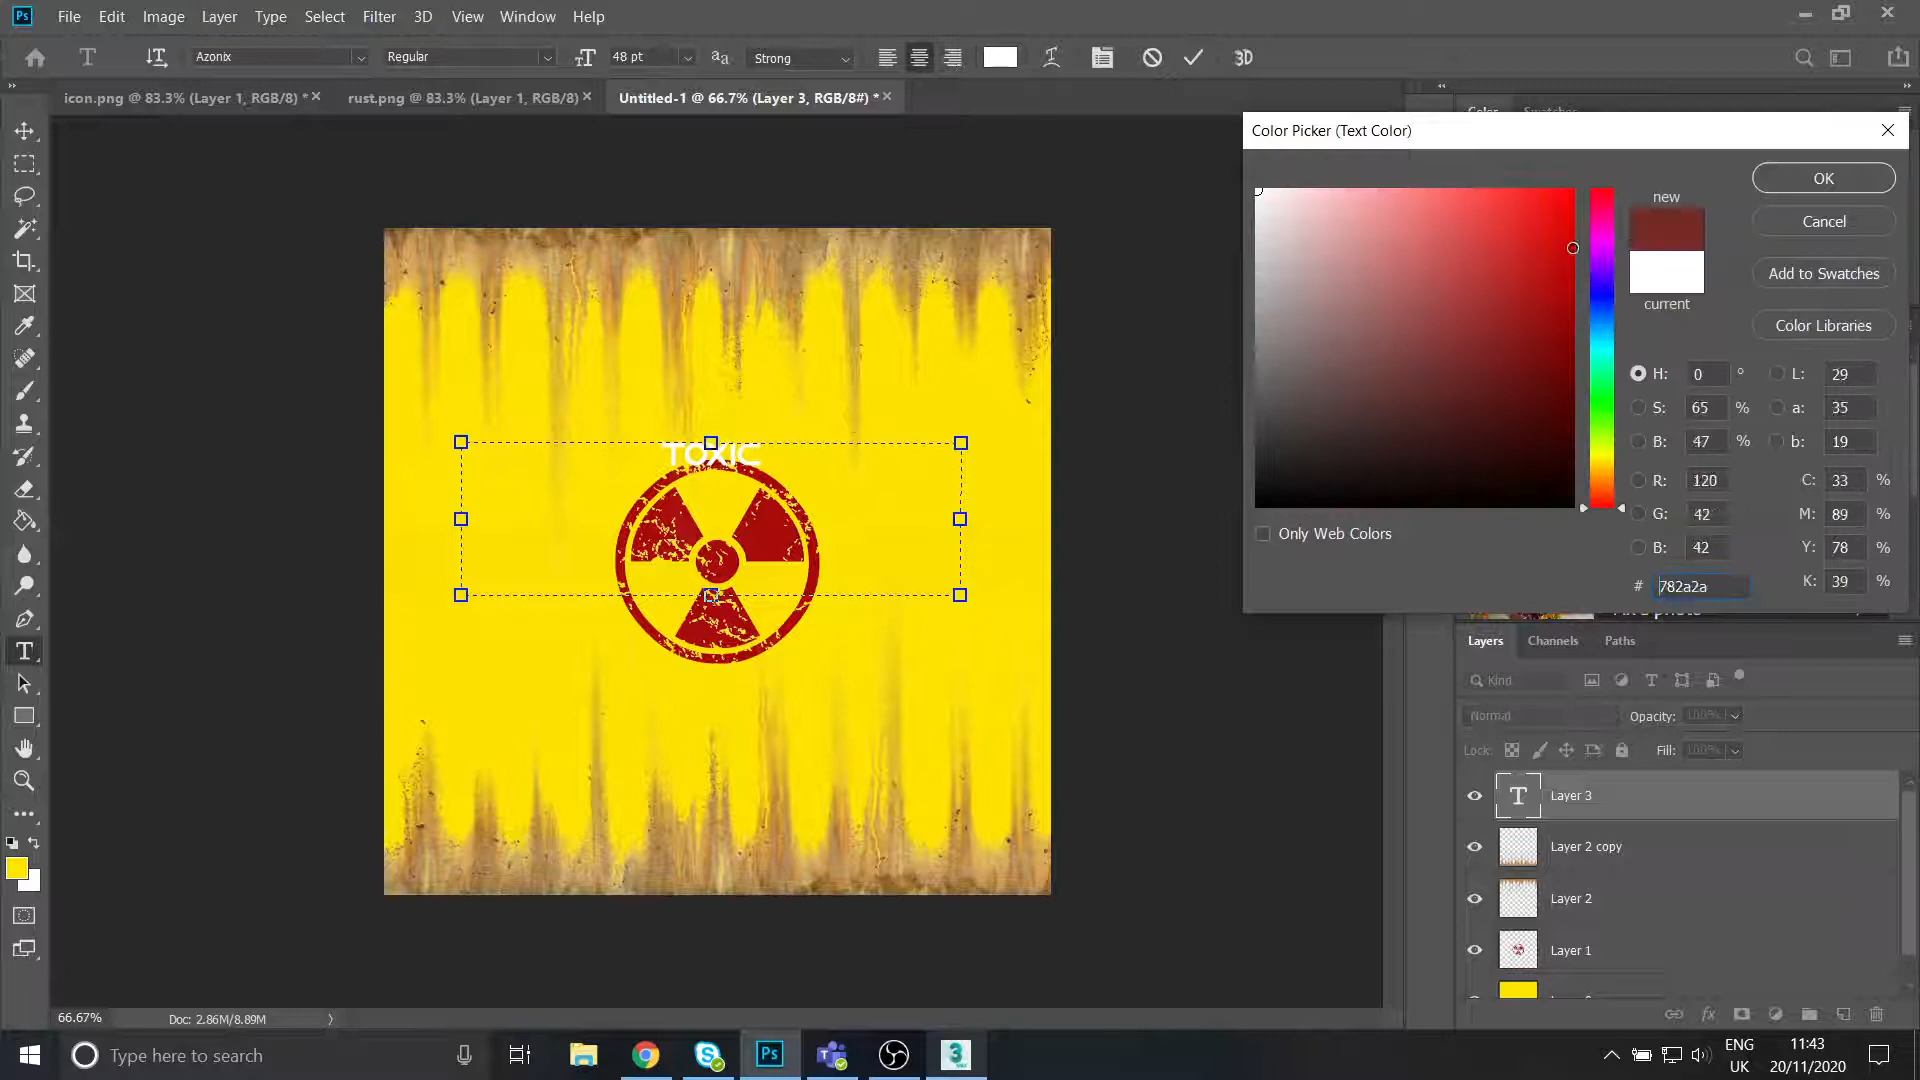 Ps File Edit Image Layer Type Select Filter 3D View Window Help
T Azonix Regular 48 pt Strong 3D
icon.png @ 83.3% (Layer 1, RGB/8) * rust.png @ 83.3% (Layer 1, RGB/8) Untitled-1 @ 66.7% (Layer 3, RGB/8#) *
Color Swatches
Color Picker (Text Color)
OK
new
Cancel
Add to Swatches
current
Color Libraries
H: 0 ° L: 29
S: 65 % a: 35
B: 47 % b: 19
R: 120 C: 33 %
G: 42 M: 89 %
Only Web Colors
B: 42 Y: 78 %
# 782a2a K: 39 %
TOXIC
Layers Channels Paths
Kind
Normal Opacity: 100%
Lock: Fill: 100%
T Layer 3
Layer 2 copy
Layer 2
Layer 1
66.67% Doc: 2.86M/8.89M
Type here to search
Ps
ENG 11:43
UK 20/11/2020